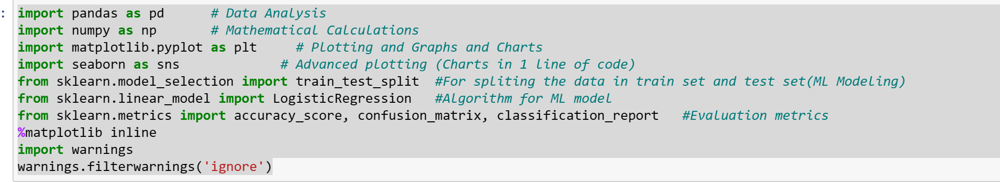 :
import pandas as pd      # Data Analysis
import numpy as np       # Mathematical Calculations
import matplotlib.pyplot as plt     # Plotting and Graphs and Charts
import seaborn as sns             # Advanced plotting (Charts in 1 line of code)
from sklearn.model_selection import train_test_split  #For spliting the data in train set and test set(ML Modeling)
from sklearn.linear_model import LogisticRegression   #Algorithm for ML model
from sklearn.metrics import accuracy_score, confusion_matrix, classification_report   #Evaluation metrics
%matplotlib inline
import warnings
warnings.filterwarnings('ignore')